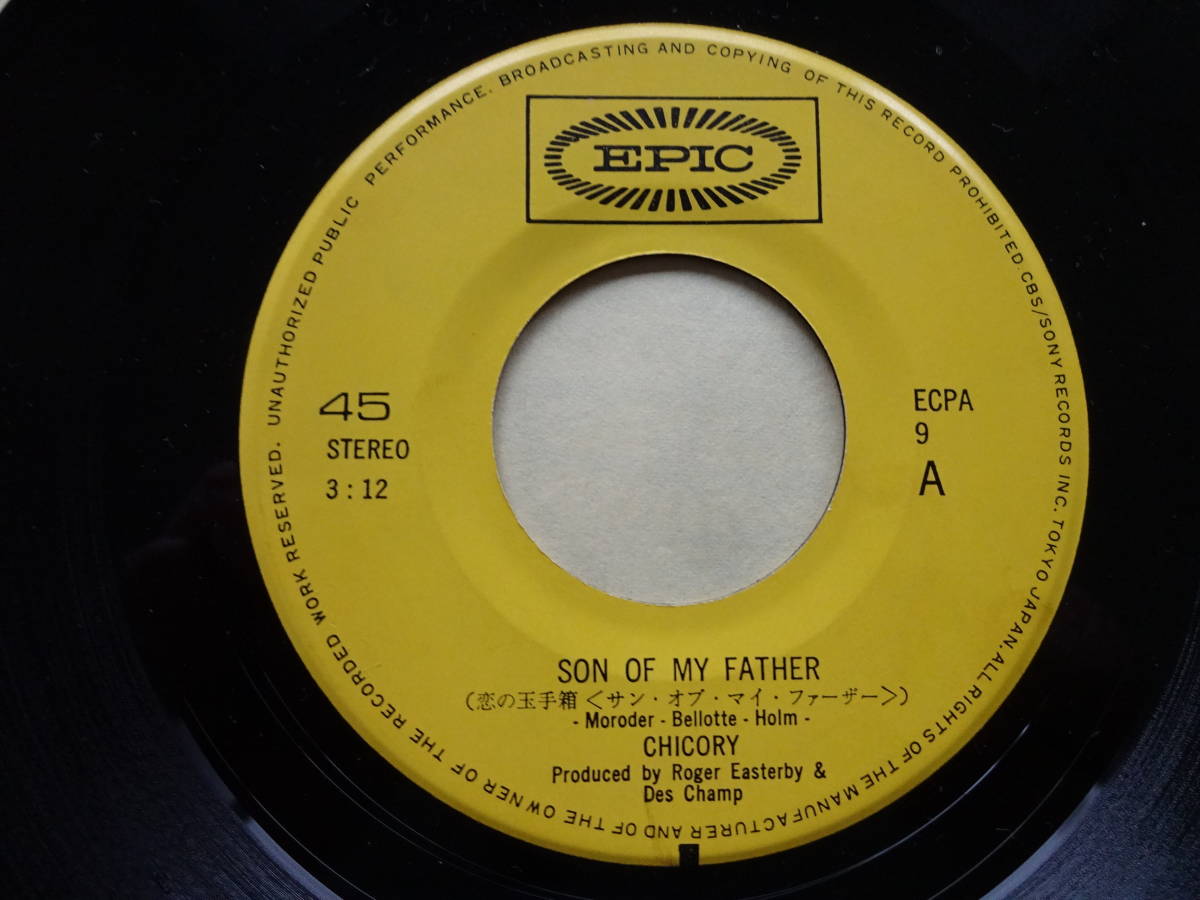 EPIC
45
STEREO
3:12
ECPA
9
A
SON OF MY FATHER
(恋の玉手箱<サン・オブ・マイ・ファーザー>)
- Moroder - Bellotte - Holm -
CHICORY
Produced by Roger Easterby &
Des Champ
ALL RIGHTS OF THE MANUFACTURER AND OF THE OWNER OF THE RECORDED WORK RESERVED. UNAUTHORIZED PUBLIC PERFORMANCE. BROADCASTING AND COPYING OF THIS RECORD PROHIBITED. CBS/SONY RECORDS INC. TOKYO JAPAN.